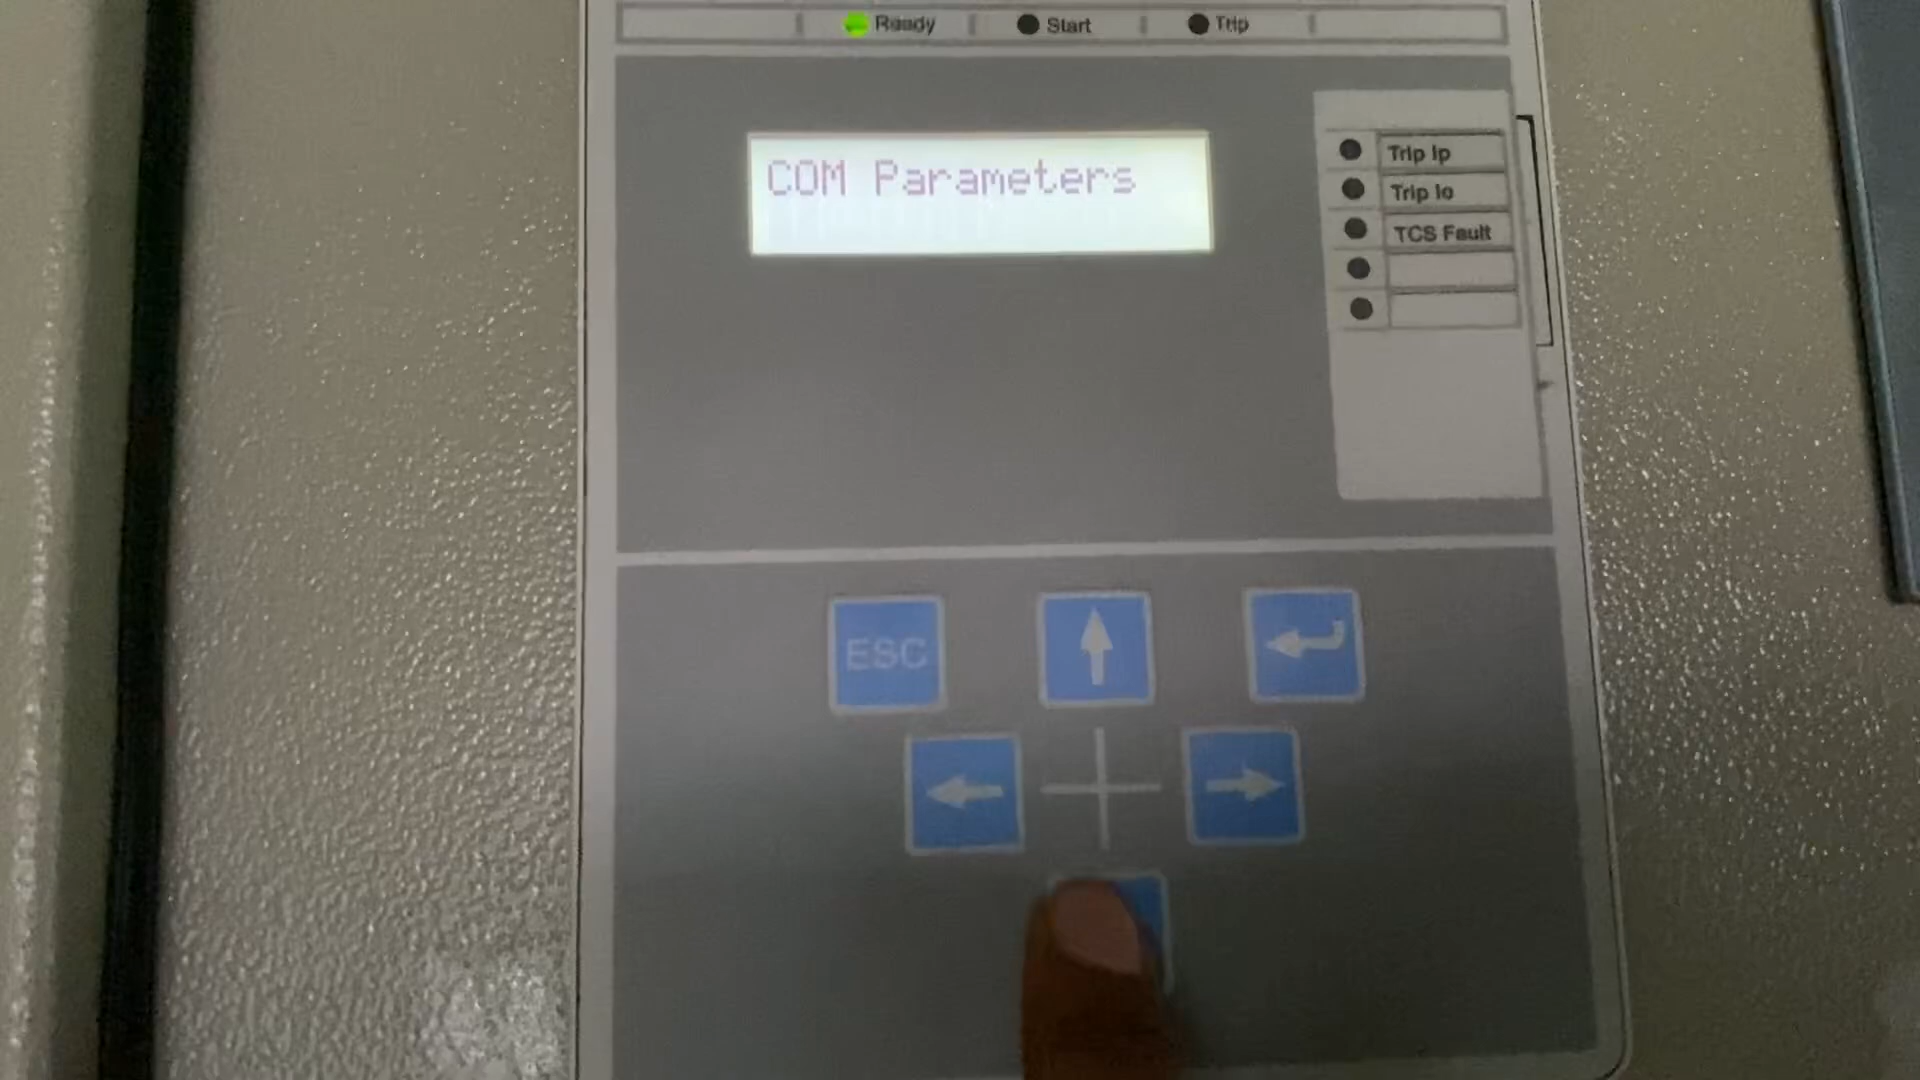 Ready
Start
Trip
COM Parameters
Trip Ip
Trip Io
TCS Fault
ESC